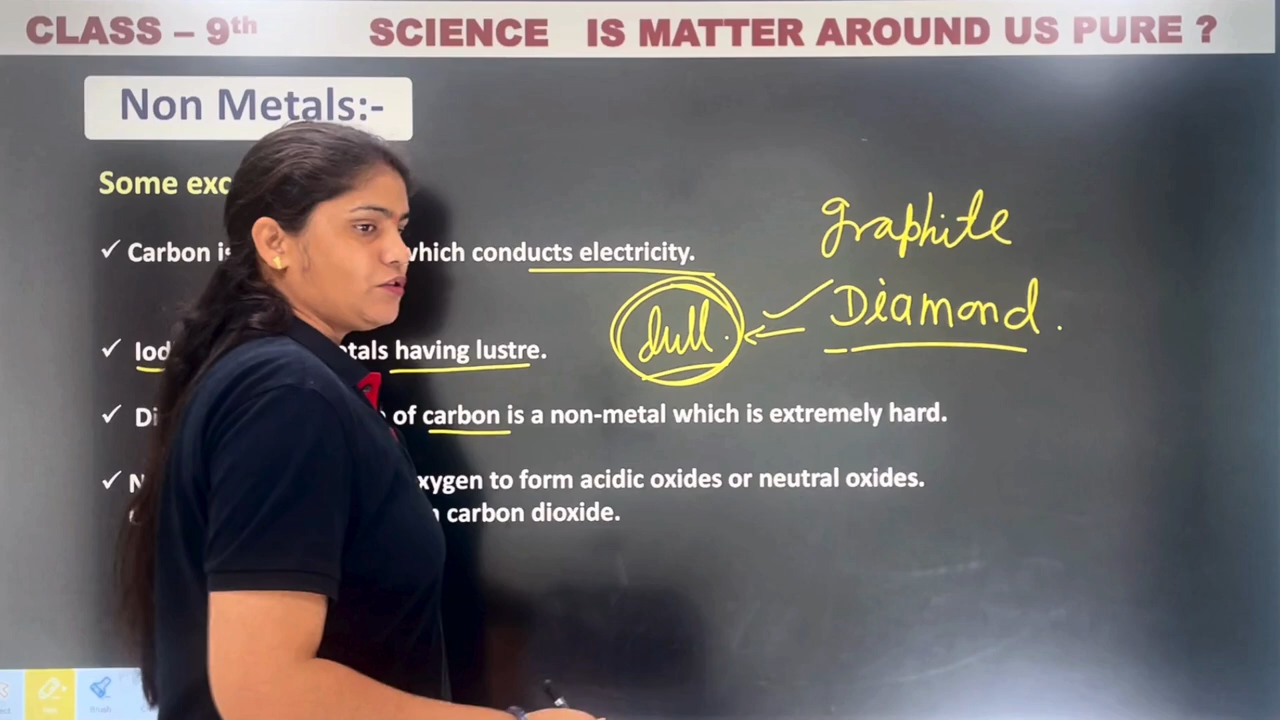 CLASS – 9th SCIENCE IS MATTER AROUND US PURE ?
Non Metals:-
Some exc
✓ Carbon is which conducts electricity.
graphite
Diamond.
dull.
✓ Iod tals having lustre.
✓ Di of carbon is a non-metal which is extremely hard.
✓ N xygen to form acidic oxides or neutral oxides.
carbon dioxide.